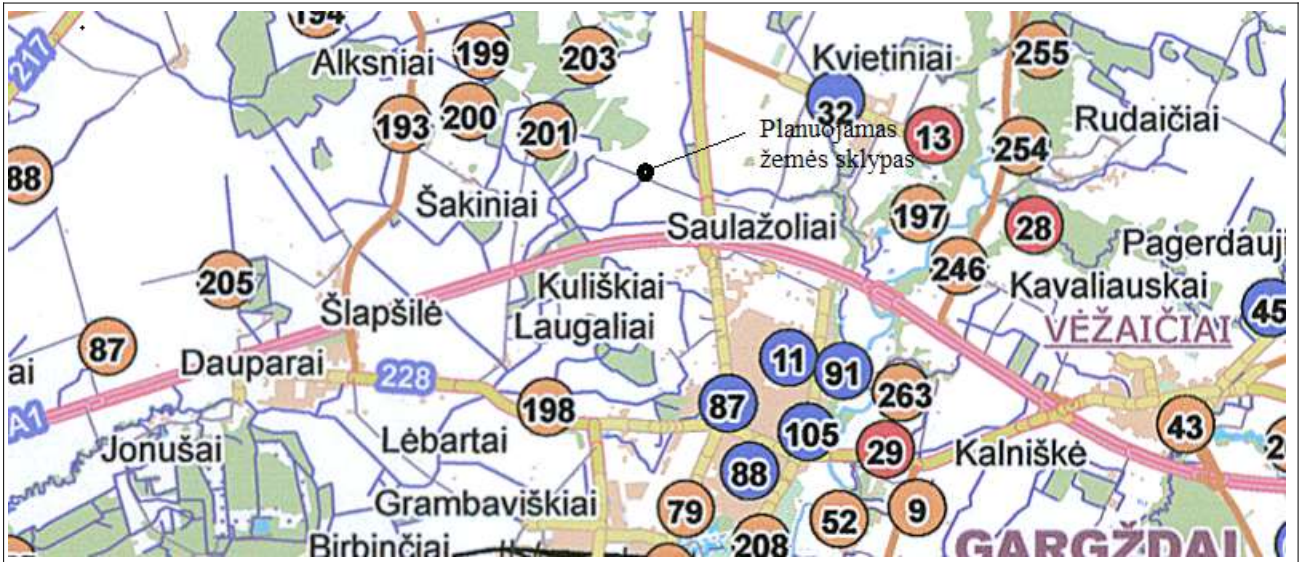 194
217
Alksniai
199
203
Kvietiniai
255
193
200
201
32
Planuojamas
žemės sklypas
13
254
Rudaičiai
88
Šakiniai
Saulažoliai
197
28
Pagerdauj
205
Kuliškiai
246
Kavaliauskai
45
Šlapšilė
Laugaliai
VĖŽAIČIAI
87
ai
Dauparai
228
11
91
A1
198
87
263
Jonušai
Lėbartai
105
29
Kalniškė
43
88
Grambaviškiai
79
52
9
Birbinčiai
208
GARGŽDAI